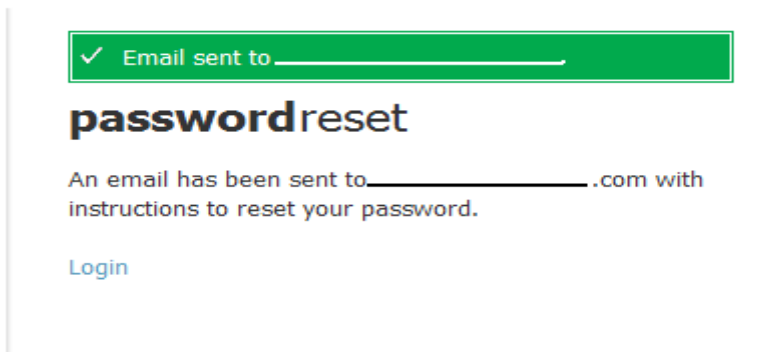 ✓ Email sent to
passwordreset
An email has been sent to .com with
instructions to reset your password.
Login